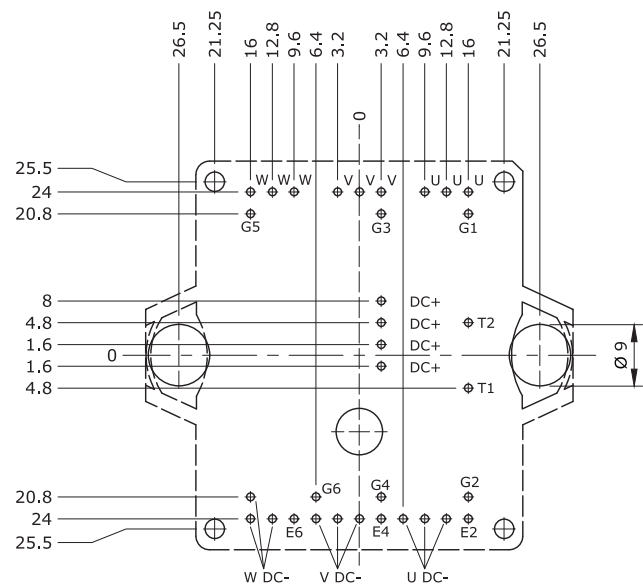 26.5 21.25 16 12.8 9.6 6.4 3.2 0 3.2 6.4 9.6 12.8 16 21.25 26.5
25.5
24 W W W V V V U U U
20.8 G5 G3 G1
8 DC+
4.8 DC+ T2
1.6 DC+
0
1.6 DC+
4.8 T1
Ø 9
20.8 G6 G4 G2
24 E6 E4 E2
25.5
W DC- V DC- U DC-